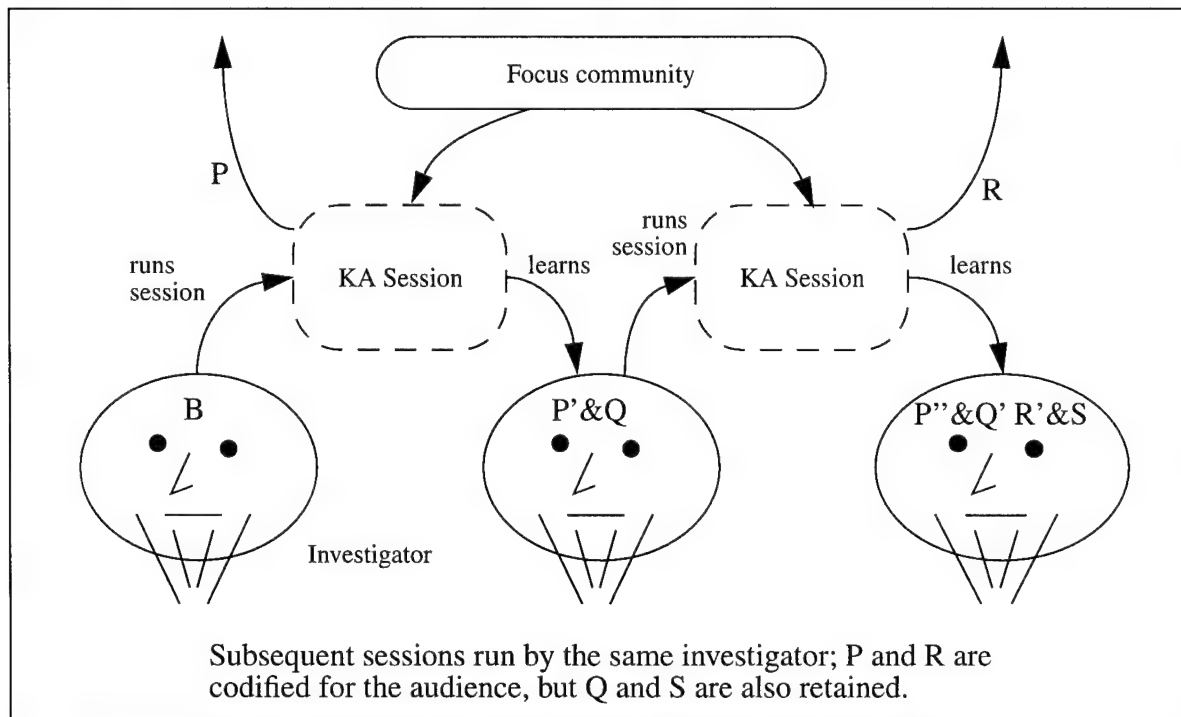 Focus community
P
R
runs
session
KA Session
learns
runs
session
KA Session
learns
B
P'&Q
P''&Q' R'&S
Investigator
Subsequent sessions run by the same investigator; P and R are
codified for the audience, but Q and S are also retained.